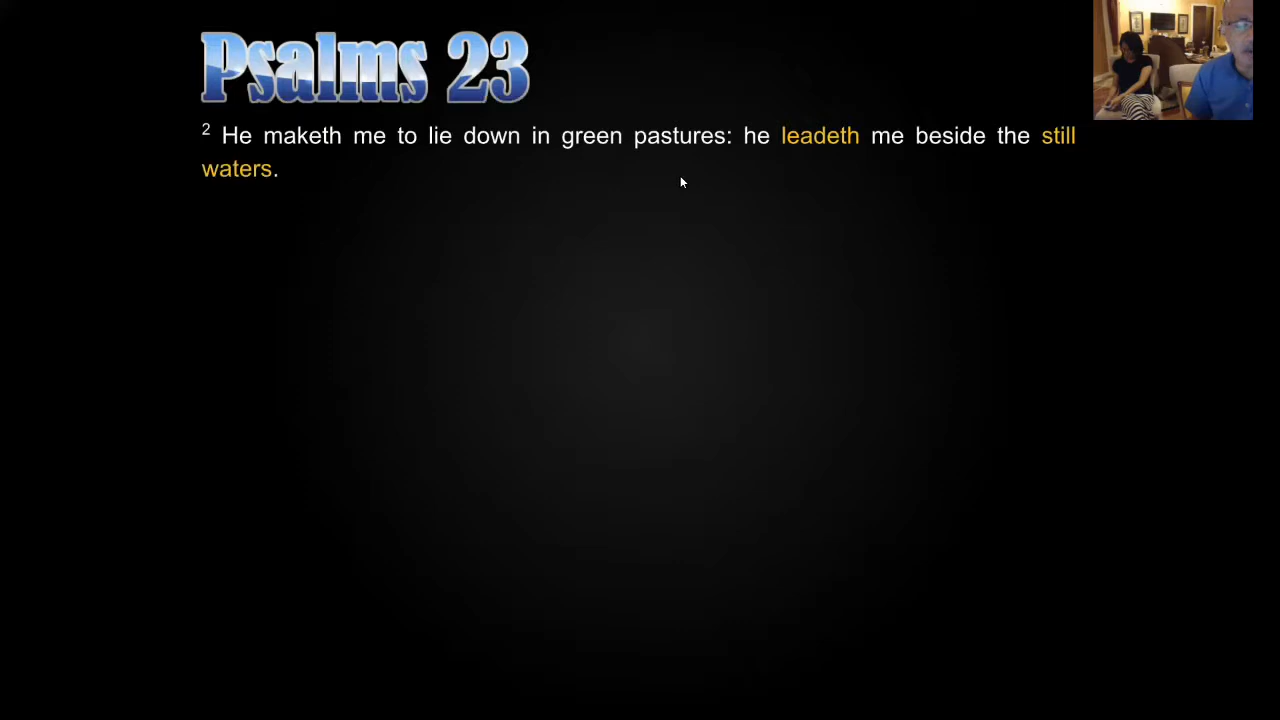 Psalms 23
2 He maketh me to lie down in green pastures: he leadeth me beside the still
waters.